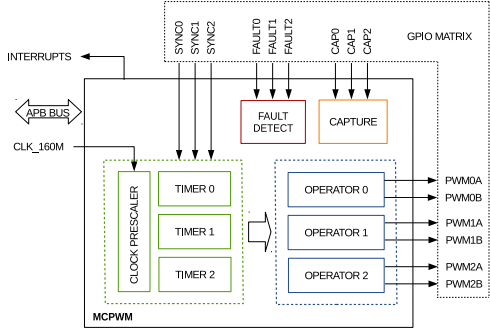 SYNC0
SYNC1
SYNC2
FAULT0
FAULT1
FAULT2
CAP0
CAP1
CAP2
GPIO MATRIX
INTERRUPTS
APB BUS
CLK_160M
FAULT
DETECT
CAPTURE
CLOCK PRESCALER
TIMER 0
TIMER 1
TIMER 2
OPERATOR 0
OPERATOR 1
OPERATOR 2
PWM0A
PWM0B
PWM1A
PWM1B
PWM2A
PWM2B
MCPWM